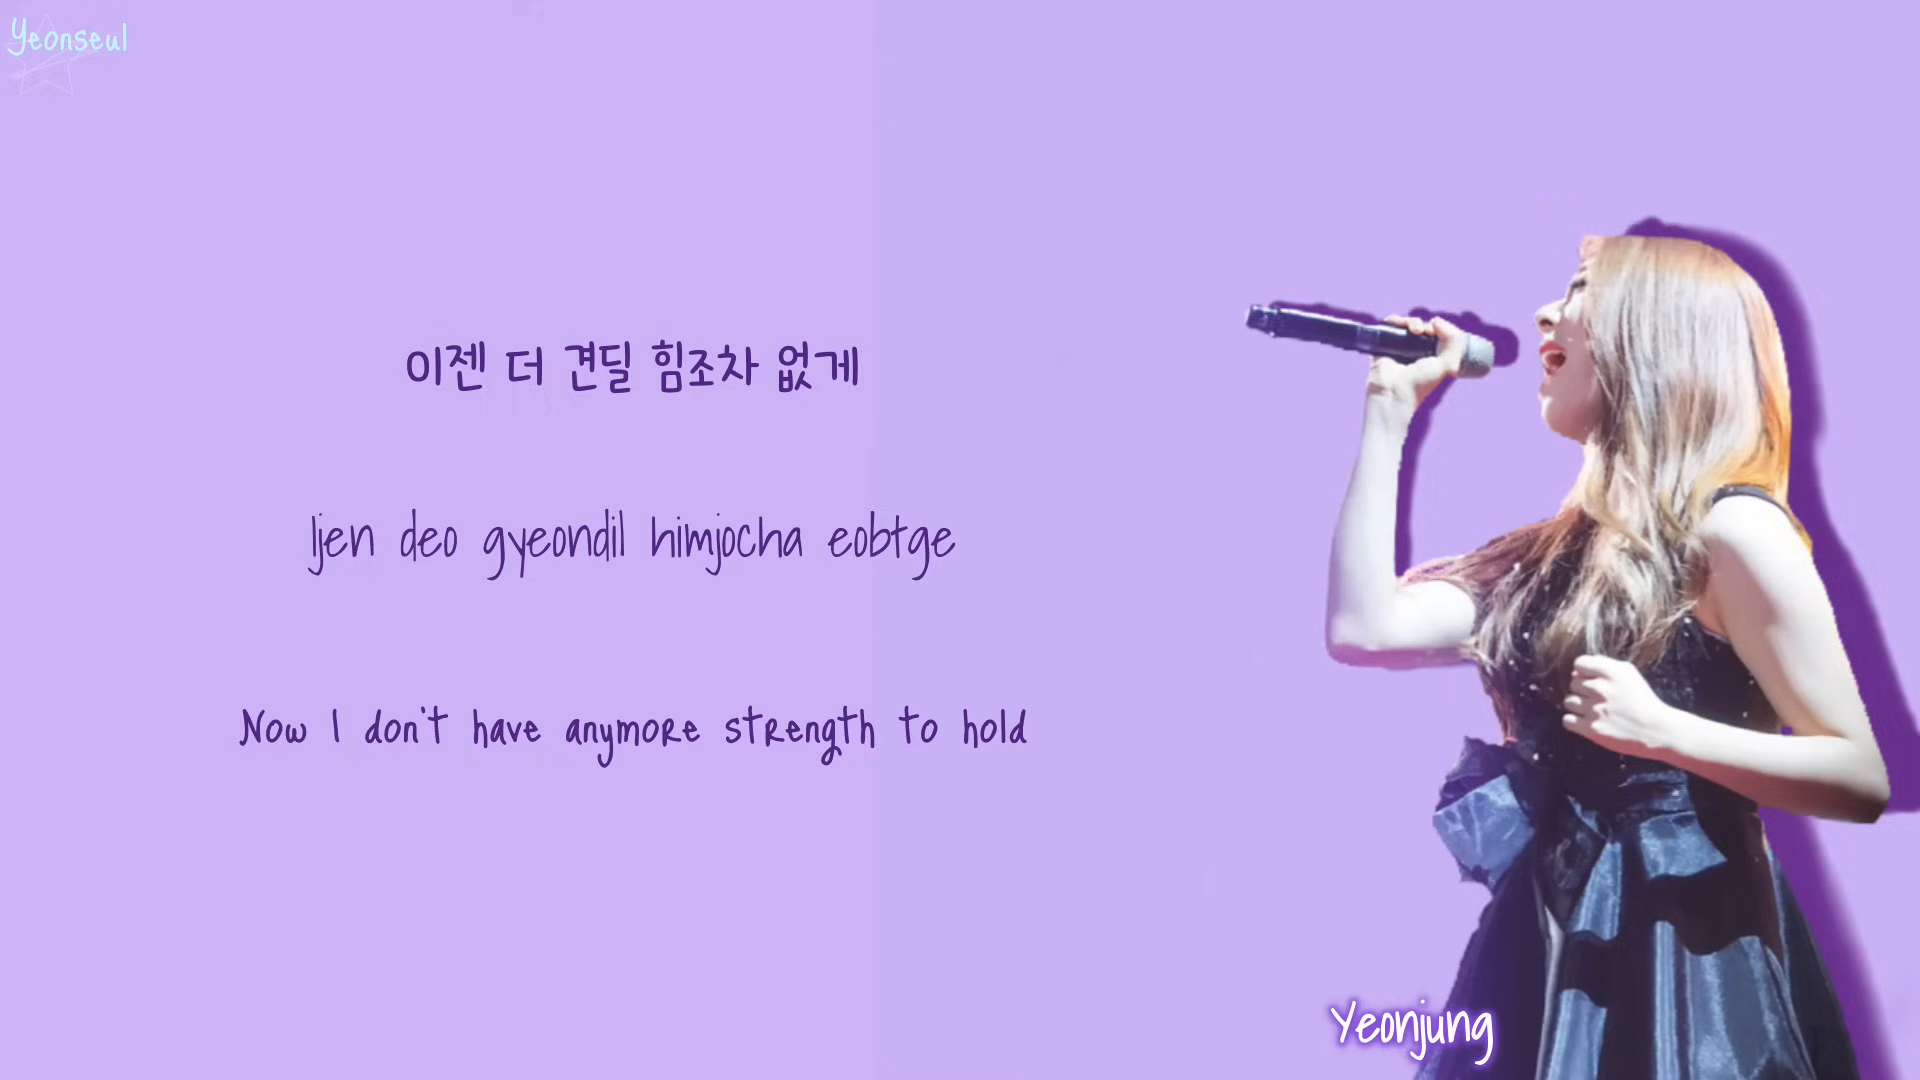 Yeonseul
이젠 더 견딜 힘조차 없게
Ijen deo gyeondil himjocha eobtge
Now I don't have anymore strength to hold
Yeonjung